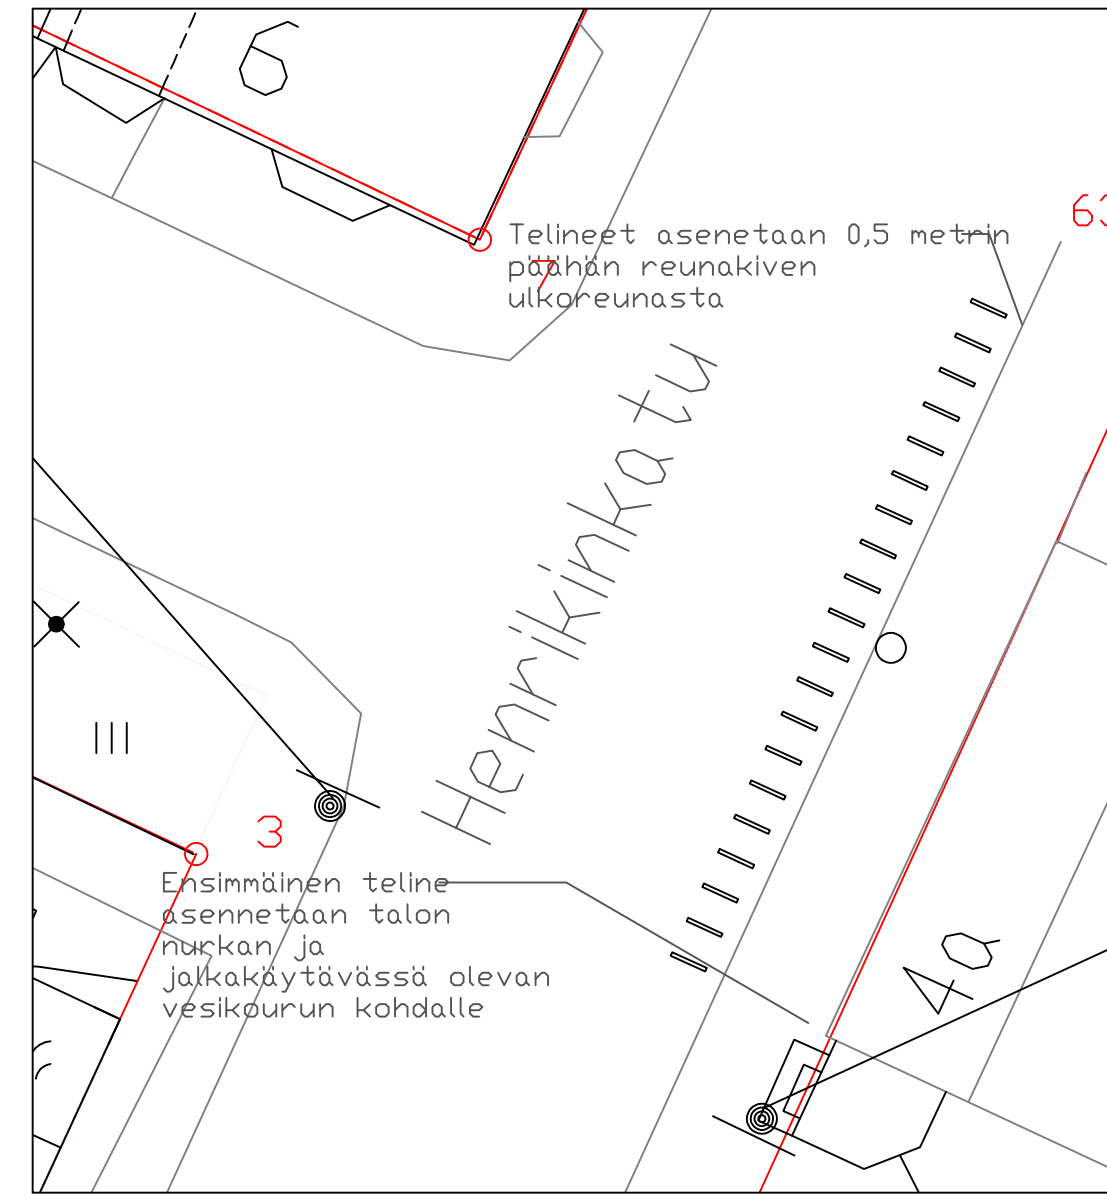 6
63
Telineet asenetaan 0,5 metrin
päähän reunakiven
ulkoreunasta
7
Henrikinkatu
III
3
Ensimmäinen teline
asennetaan talon
nurkan ja
jalkakäytävässä olevan
vesikourun kohdalle
4a